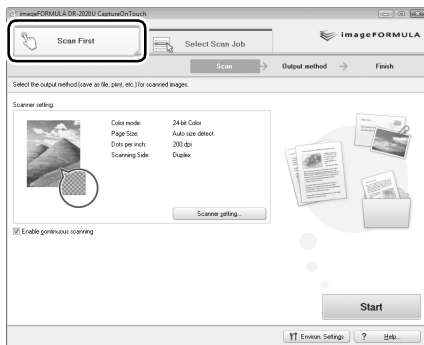 imageFORMULA DR-2020U CaptureOnTouch
Scan First
Select Scan Job
imageFORMULA
Scan
Output method
Finish
Select the output method (save as file, print, etc.) for scanned images.
Scanner setting:
Color mode: 24-bit Color
Page Size: Auto size detect
Dots per inch: 200 dpi
Scanning Side: Duplex
Scanner setting...
Enable continuous scanning
Start
Environ. Settings
? Help...